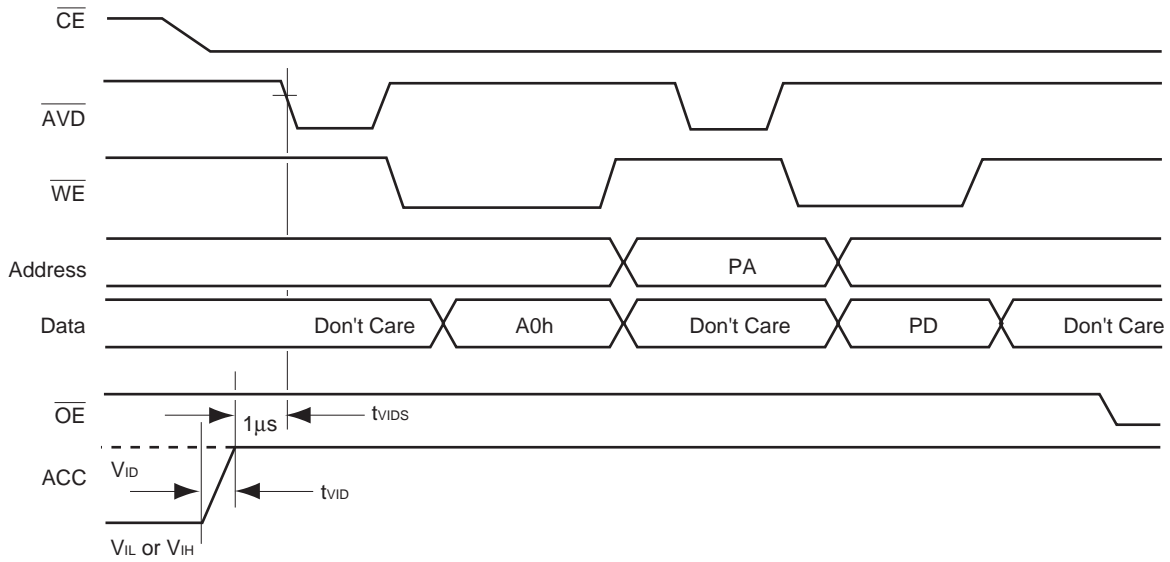 CE
AVD
WE
Address
PA
Data
Don't Care
A0h
Don't Care
PD
Don't Care
OE
1μs
tVIDS
ACC
VID
tVID
VIL or VIH